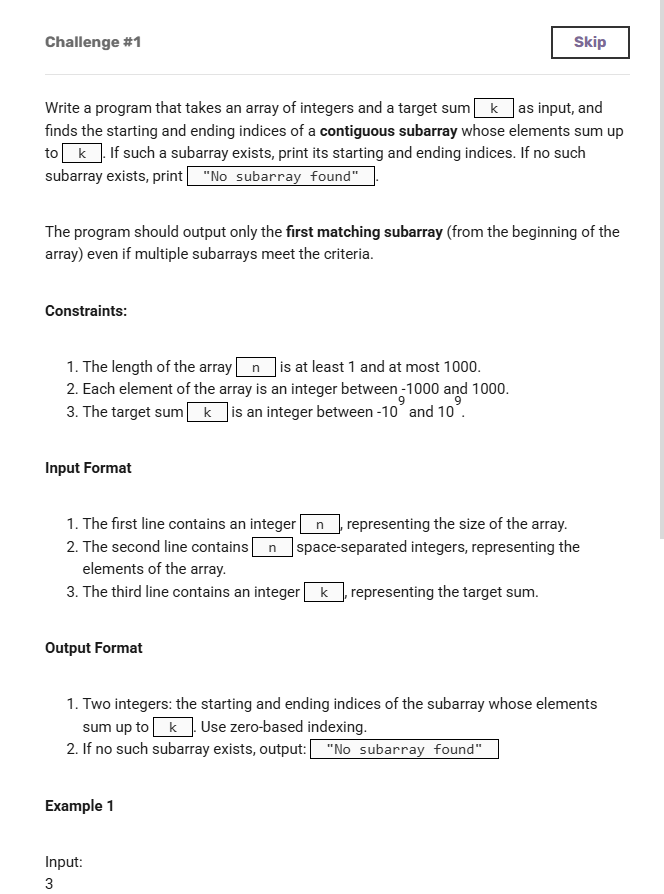 Challenge #1
Skip
Write a program that takes an array of integers and a target sum k as input, and
finds the starting and ending indices of a contiguous subarray whose elements sum up
to k . If such a subarray exists, print its starting and ending indices. If no such
subarray exists, print "No subarray found" .
The program should output only the first matching subarray (from the beginning of the
array) even if multiple subarrays meet the criteria.
Constraints:
1. The length of the array n is at least 1 and at most 1000.
2. Each element of the array is an integer between -1000 and 1000.
3. The target sum k is an integer between -10⁹ and 10⁹.
Input Format
1. The first line contains an integer n , representing the size of the array.
2. The second line contains n space-separated integers, representing the
elements of the array.
3. The third line contains an integer k , representing the target sum.
Output Format
1. Two integers: the starting and ending indices of the subarray whose elements
sum up to k . Use zero-based indexing.
2. If no such subarray exists, output: "No subarray found"
Example 1
Input:
3